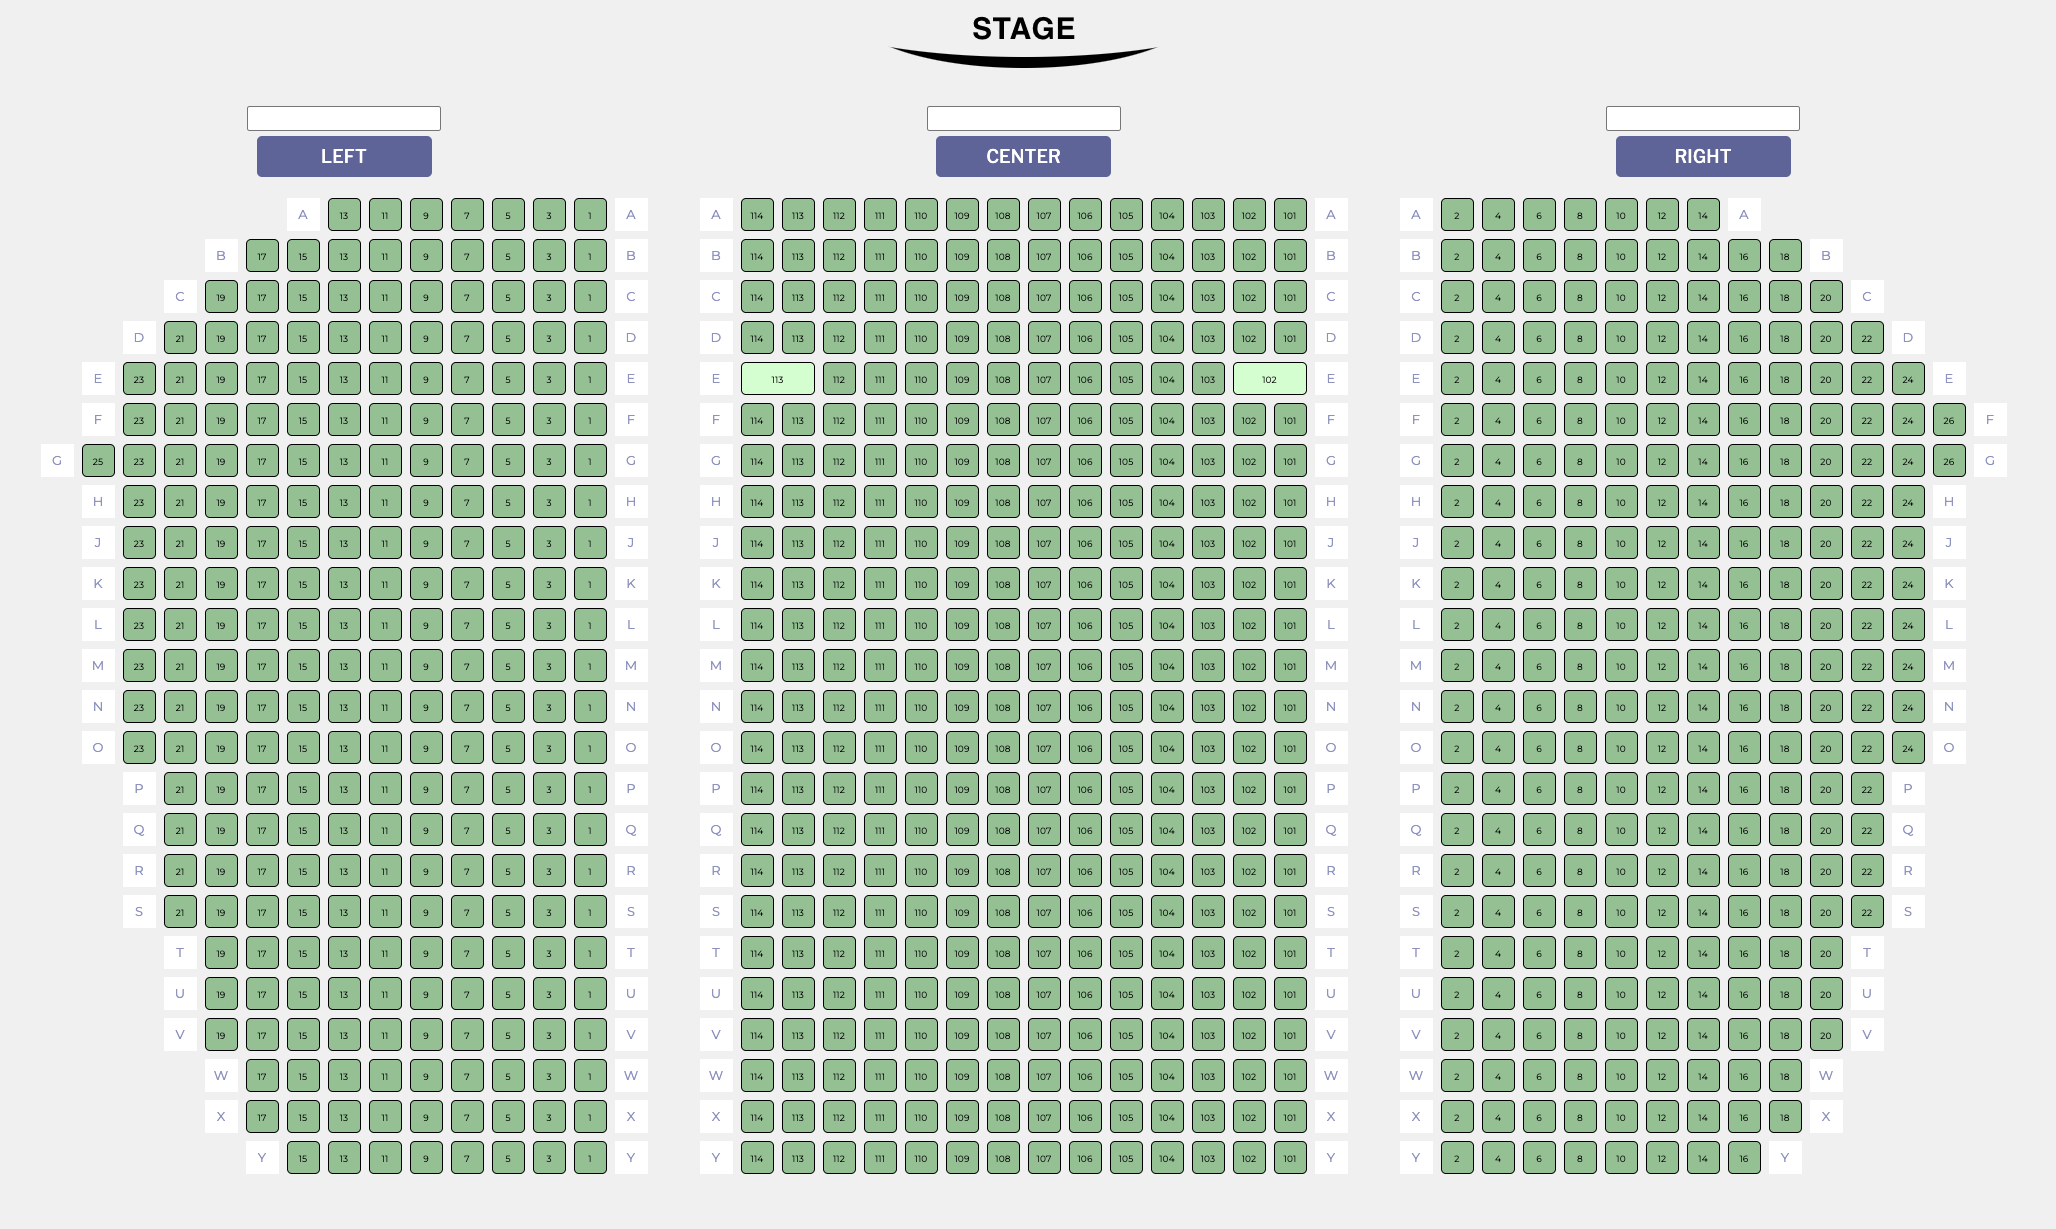 STAGE
LEFT CENTER RIGHT
A 13 11 9 7 5 3 1 A A 114 113 112 111 110 109 108 107 106 105 104 103 102 101 A A 2 4 6 8 10 12 14 A
B 17 15 13 11 9 7 5 3 1 B B 114 113 112 111 110 109 108 107 106 105 104 103 102 101 B B 2 4 6 8 10 12 14 16 18 B
C 19 17 15 13 11 9 7 5 3 1 C C 114 113 112 111 110 109 108 107 106 105 104 103 102 101 C C 2 4 6 8 10 12 14 16 18 20 C
D 21 19 17 15 13 11 9 7 5 3 1 D D 114 113 112 111 110 109 108 107 106 105 104 103 102 101 D D 2 4 6 8 10 12 14 16 18 20 22 D
E 23 21 19 17 15 13 11 9 7 5 3 1 E E 113 112 111 110 109 108 107 106 105 104 103 102 E E 2 4 6 8 10 12 14 16 18 20 22 24 E
F 23 21 19 17 15 13 11 9 7 5 3 1 F F 114 113 112 111 110 109 108 107 106 105 104 103 102 101 F F 2 4 6 8 10 12 14 16 18 20 22 24 26 F
G 25 23 21 19 17 15 13 11 9 7 5 3 1 G G 114 113 112 111 110 109 108 107 106 105 104 103 102 101 G G 2 4 6 8 10 12 14 16 18 20 22 24 26 G
H 23 21 19 17 15 13 11 9 7 5 3 1 H H 114 113 112 111 110 109 108 107 106 105 104 103 102 101 H H 2 4 6 8 10 12 14 16 18 20 22 24 H
J 23 21 19 17 15 13 11 9 7 5 3 1 J J 114 113 112 111 110 109 108 107 106 105 104 103 102 101 J J 2 4 6 8 10 12 14 16 18 20 22 24 J
K 23 21 19 17 15 13 11 9 7 5 3 1 K K 114 113 112 111 110 109 108 107 106 105 104 103 102 101 K K 2 4 6 8 10 12 14 16 18 20 22 24 K
L 23 21 19 17 15 13 11 9 7 5 3 1 L L 114 113 112 111 110 109 108 107 106 105 104 103 102 101 L L 2 4 6 8 10 12 14 16 18 20 22 24 L
M 23 21 19 17 15 13 11 9 7 5 3 1 M M 114 113 112 111 110 109 108 107 106 105 104 103 102 101 M M 2 4 6 8 10 12 14 16 18 20 22 24 M
N 23 21 19 17 15 13 11 9 7 5 3 1 N N 114 113 112 111 110 109 108 107 106 105 104 103 102 101 N N 2 4 6 8 10 12 14 16 18 20 22 24 N
O 23 21 19 17 15 13 11 9 7 5 3 1 O O 114 113 112 111 110 109 108 107 106 105 104 103 102 101 O O 2 4 6 8 10 12 14 16 18 20 22 24 O
P 21 19 17 15 13 11 9 7 5 3 1 P P 114 113 112 111 110 109 108 107 106 105 104 103 102 101 P P 2 4 6 8 10 12 14 16 18 20 22 P
Q 21 19 17 15 13 11 9 7 5 3 1 Q Q 114 113 112 111 110 109 108 107 106 105 104 103 102 101 Q Q 2 4 6 8 10 12 14 16 18 20 22 Q
R 21 19 17 15 13 11 9 7 5 3 1 R R 114 113 112 111 110 109 108 107 106 105 104 103 102 101 R R 2 4 6 8 10 12 14 16 18 20 22 R
S 21 19 17 15 13 11 9 7 5 3 1 S S 114 113 112 111 110 109 108 107 106 105 104 103 102 101 S S 2 4 6 8 10 12 14 16 18 20 22 S
T 19 17 15 13 11 9 7 5 3 1 T T 114 113 112 111 110 109 108 107 106 105 104 103 102 101 T T 2 4 6 8 10 12 14 16 18 20 T
U 19 17 15 13 11 9 7 5 3 1 U U 114 113 112 111 110 109 108 107 106 105 104 103 102 101 U U 2 4 6 8 10 12 14 16 18 20 U
V 19 17 15 13 11 9 7 5 3 1 V V 114 113 112 111 110 109 108 107 106 105 104 103 102 101 V V 2 4 6 8 10 12 14 16 18 20 V
W 17 15 13 11 9 7 5 3 1 W W 114 113 112 111 110 109 108 107 106 105 104 103 102 101 W W 2 4 6 8 10 12 14 16 18 W
X 17 15 13 11 9 7 5 3 1 X X 114 113 112 111 110 109 108 107 106 105 104 103 102 101 X X 2 4 6 8 10 12 14 16 18 X
Y 15 13 11 9 7 5 3 1 Y Y 114 113 112 111 110 109 108 107 106 105 104 103 102 101 Y Y 2 4 6 8 10 12 14 16 Y